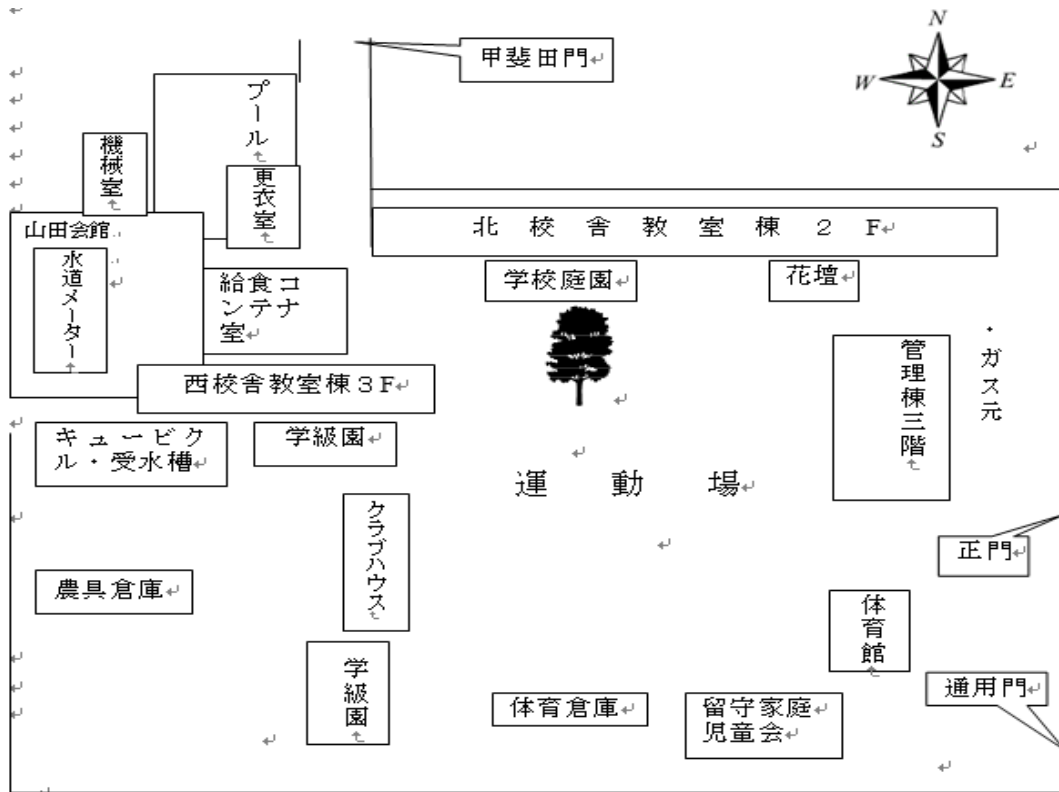 甲斐田門
N
W
E
S
プール
機械室
更衣室
山田会館
水道メーター
北校舎教室棟２F
給食コ
ンテナ
室
学校庭園
花壇
西校舎教室棟３F
管理棟三階
・ガス元
キュービク
ル・受水槽
学級園
運動場
クラブハウス
正門
農具倉庫
体育館
学級園
体育倉庫
留守家庭
児童会
通用門